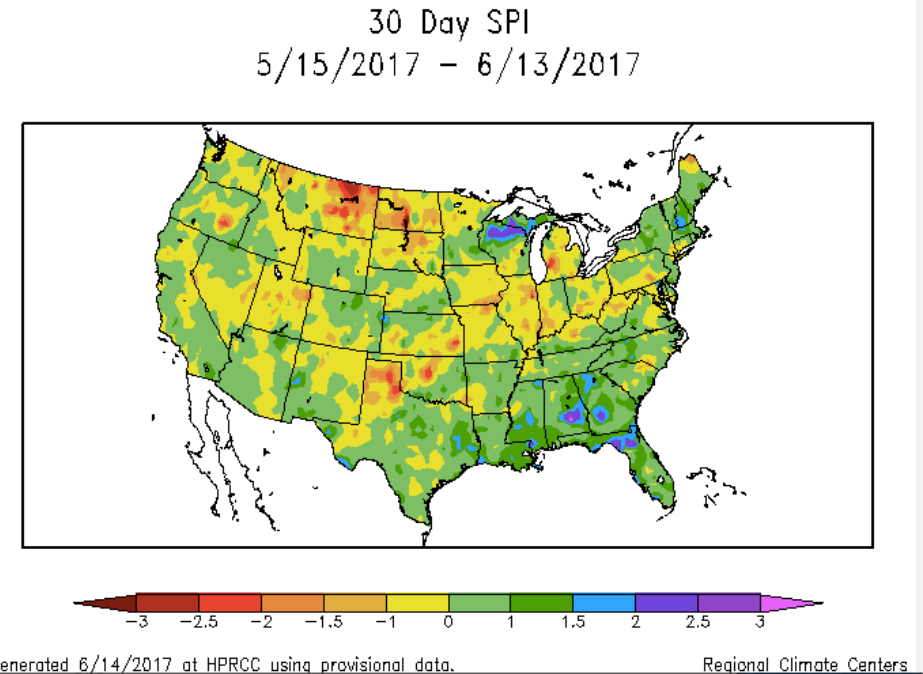 30 Day SPI
5/15/2017 – 6/13/2017
−3 −2.5 −2 −1.5 −1 0 1 1.5 2 2.5 3
enerated 6/14/2017 at HPRCC using provisional data.
Regional Climate Centers